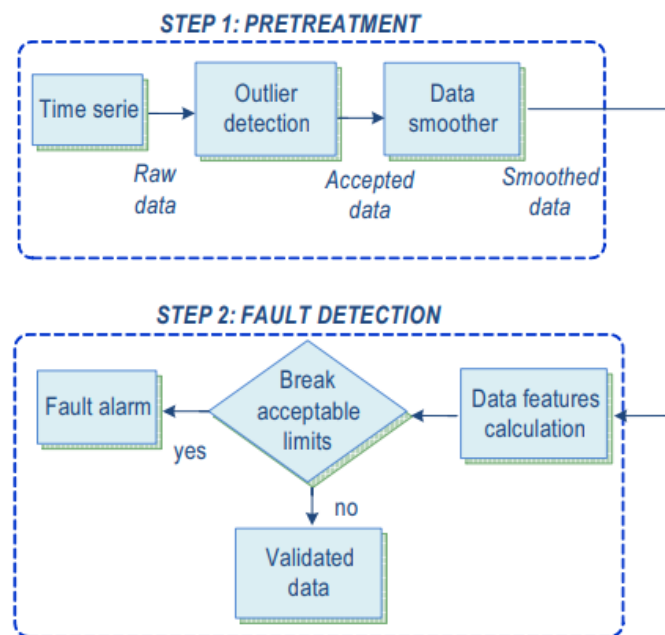 STEP 1: PRETREATMENT
Time serie
Outlier
detection
Data
smoother
Raw
data
Accepted
data
Smoothed
data
STEP 2: FAULT DETECTION
Fault alarm
Break
acceptable
limits
Data features
calculation
yes
no
Validated
data